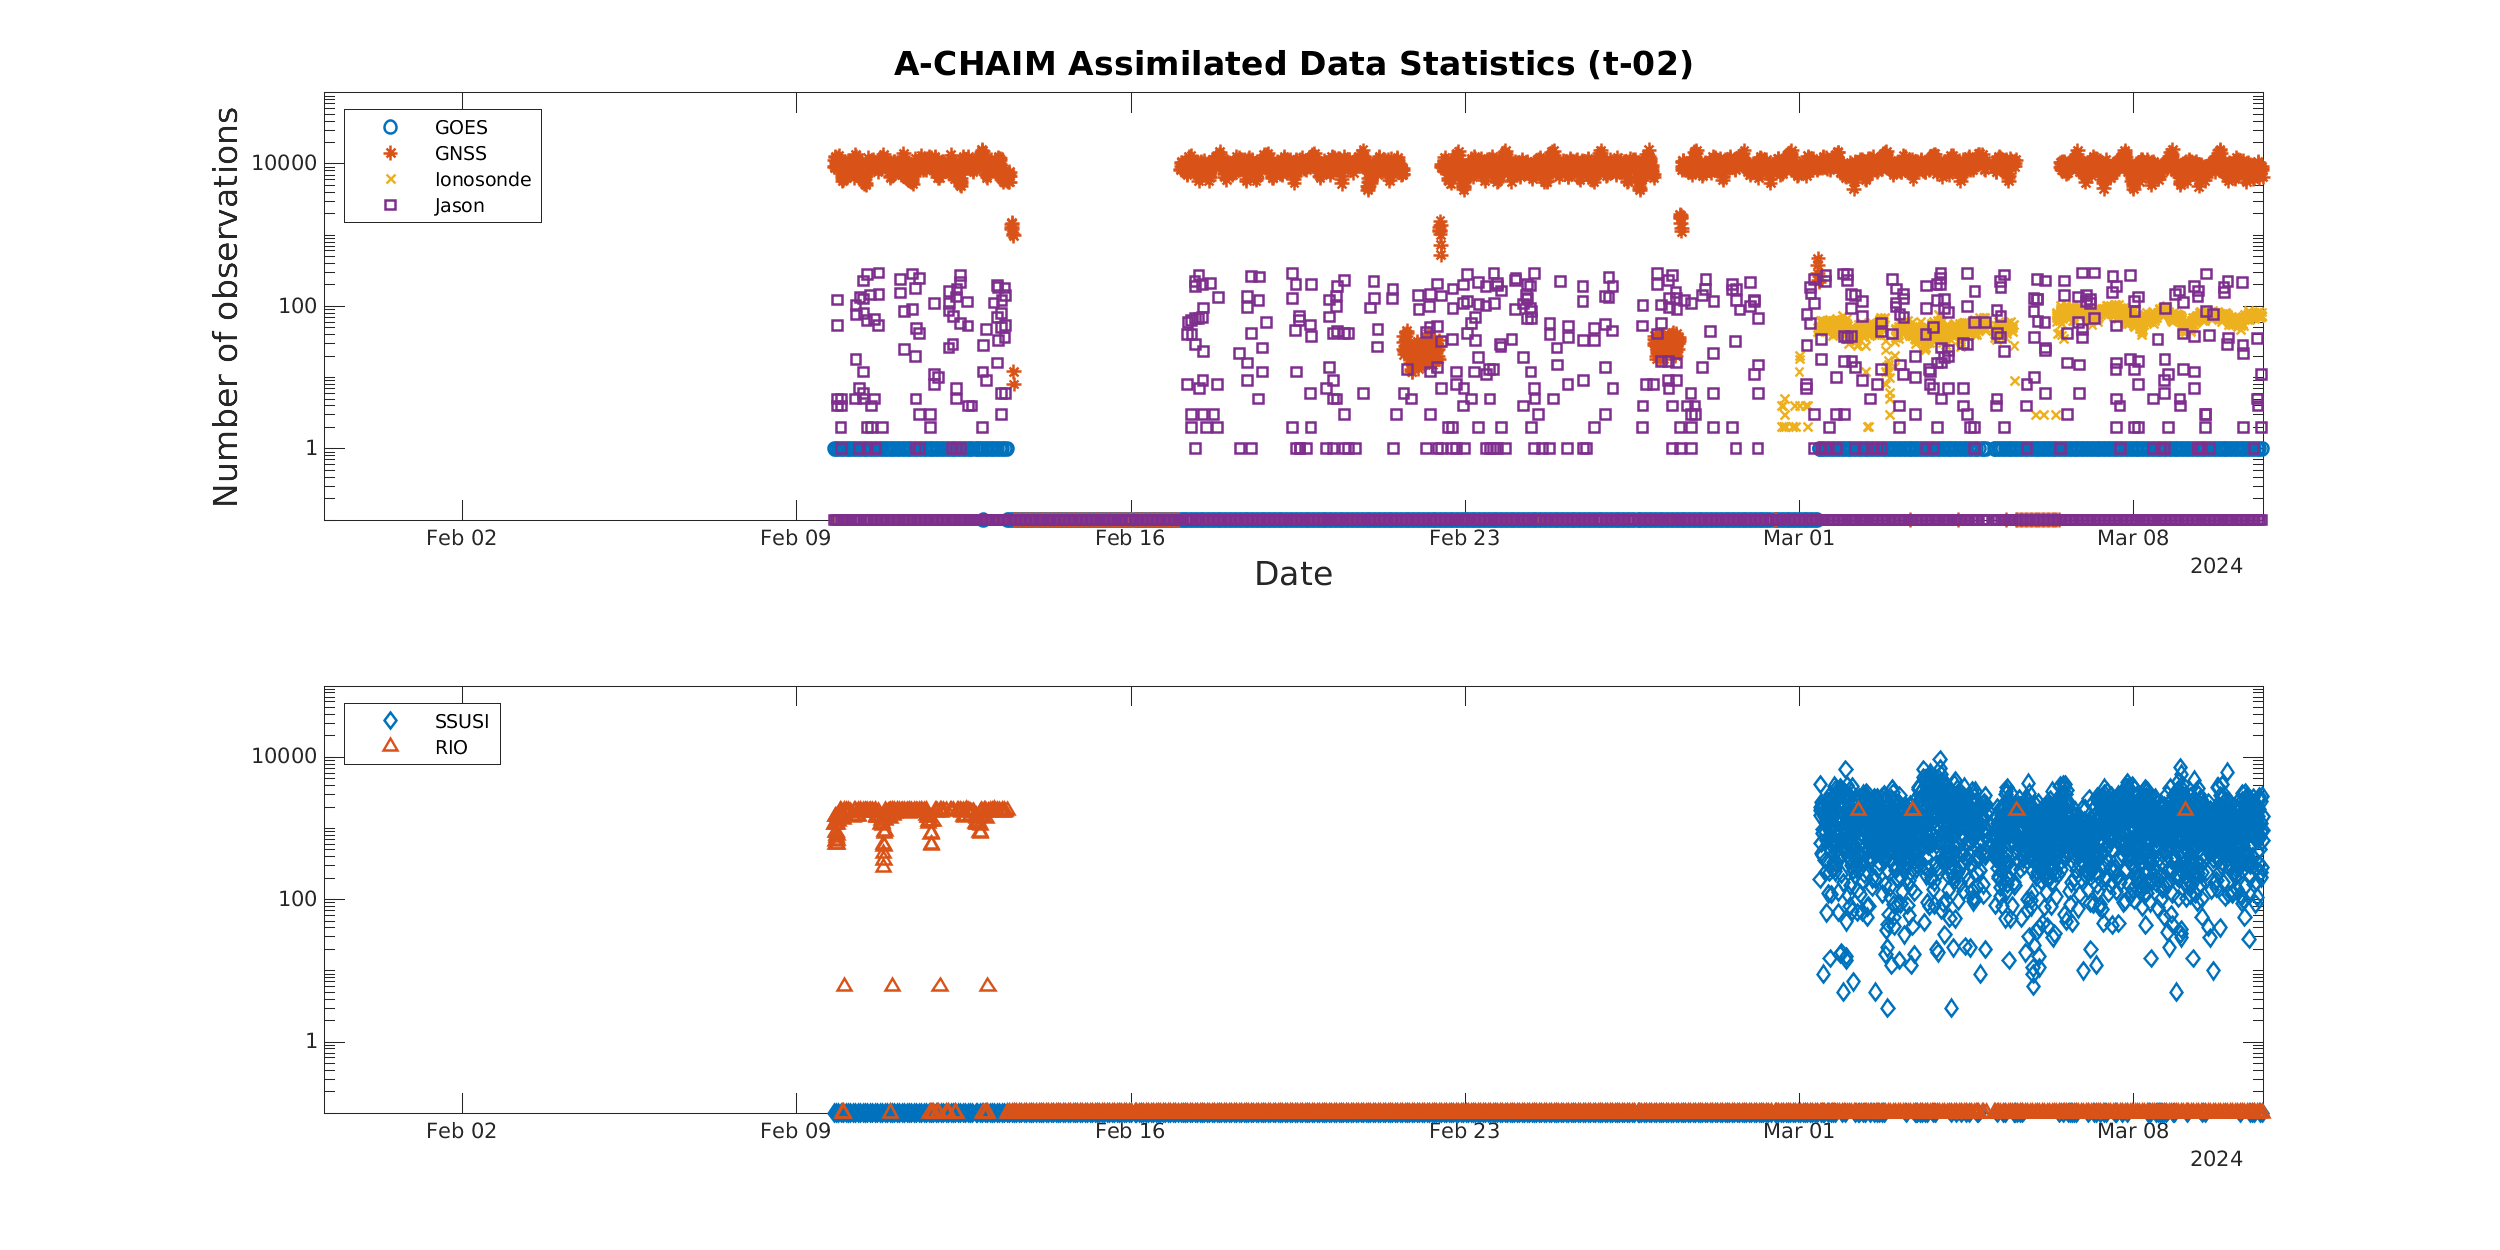 A-CHAIM Assimilated Data Statistics (t-02)
Number of observations
GOES
GNSS
Ionosonde
Jason
10000
100
1
Feb 02
Feb 09
Feb 16
Feb 23
Mar 01
Mar 08
2024
Date
SSUSI
RIO
10000
100
1
Feb 02
Feb 09
Feb 16
Feb 23
Mar 01
Mar 08
2024